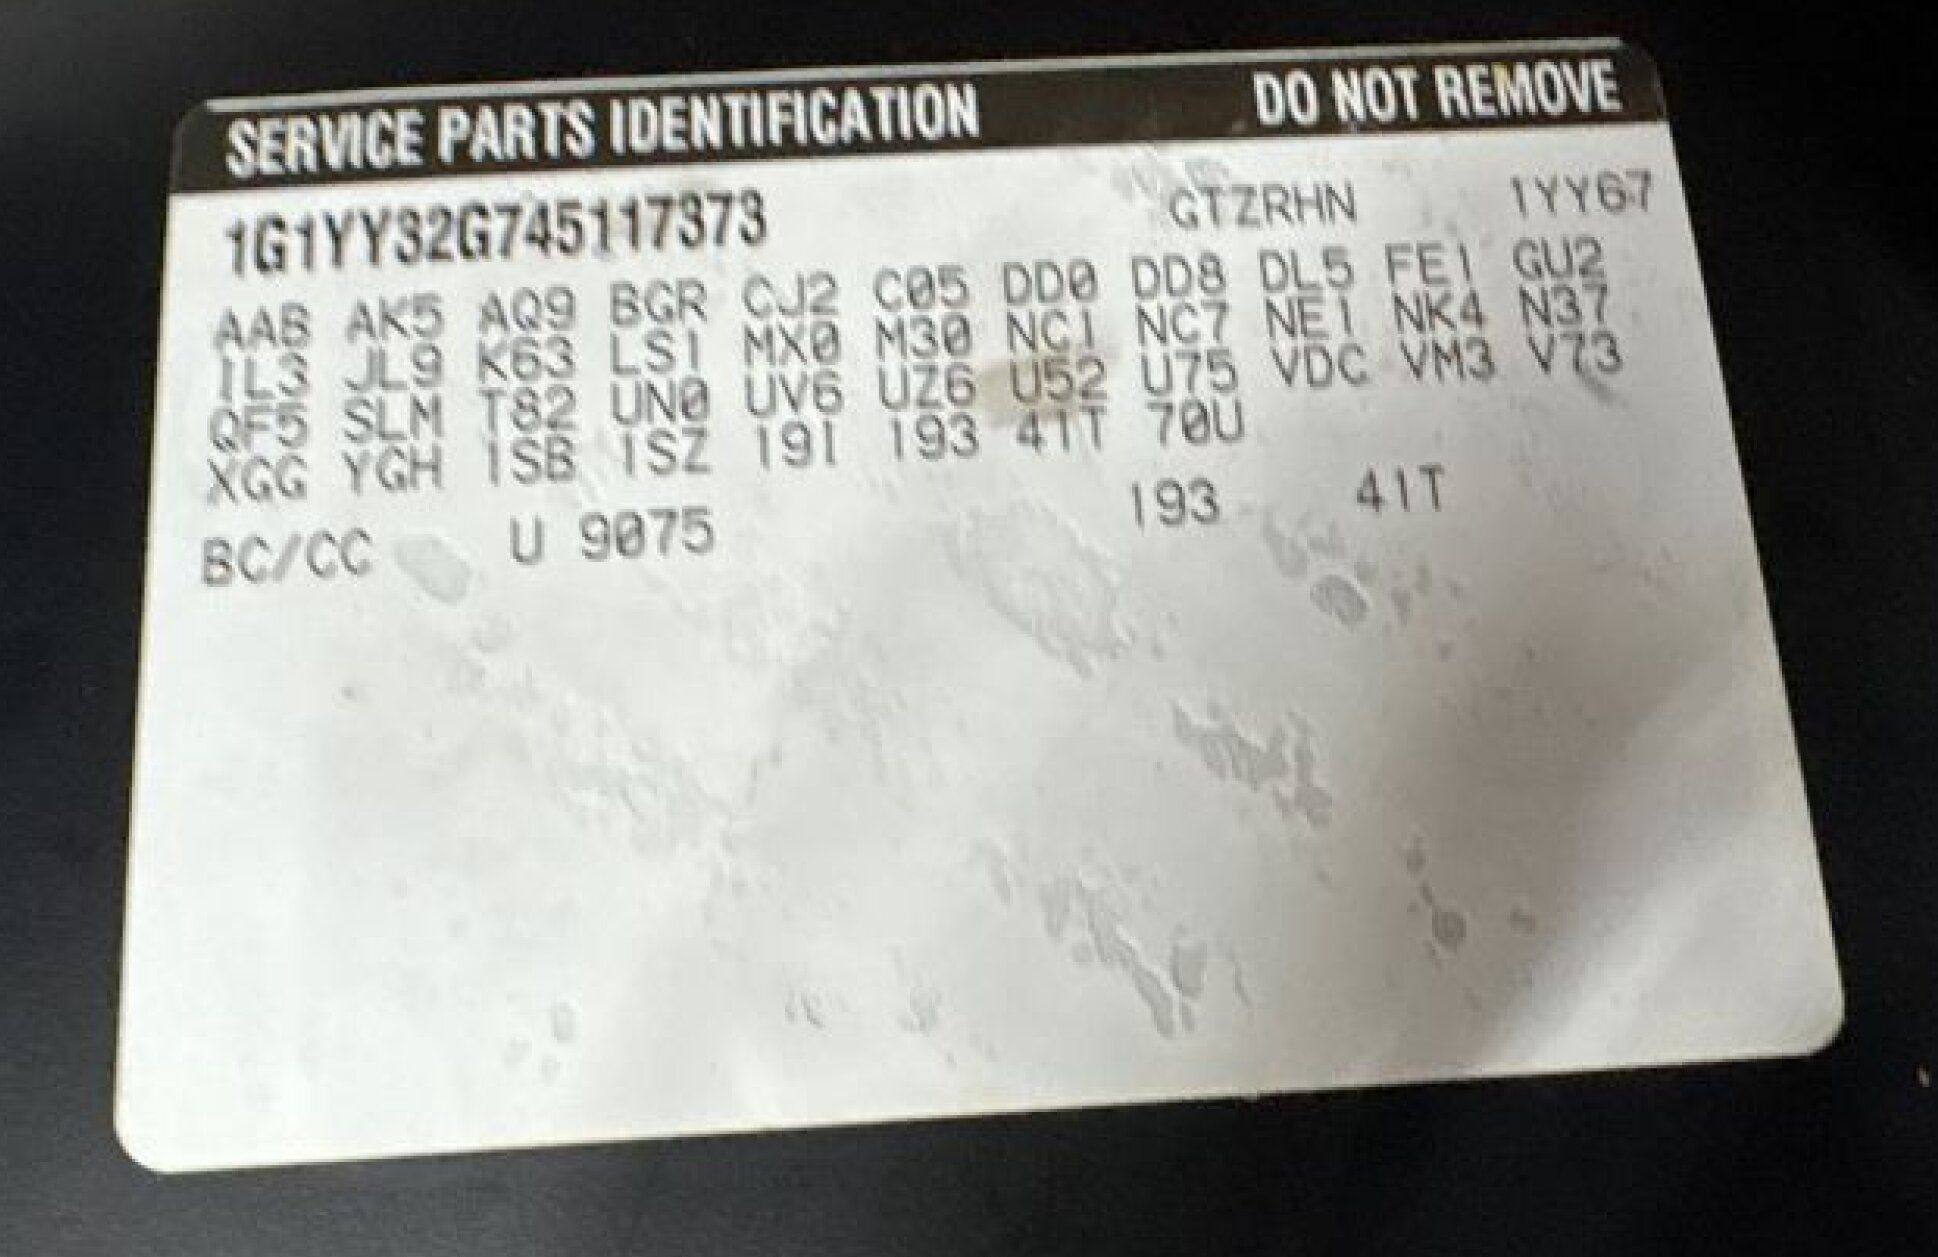 SERVICE PARTS IDENTIFICATION DO NOT REMOVE
1G1YY32G745117373 GTZRHN 1YY67
AAB AK5 AQ9 BGR CJ2 C05 DD0 DD8 DL5 FE1 GU2
IL3 JL9 K63 LS1 MX0 M30 NC1 NC7 NE1 NK4 N37
QF5 SLM T82 UN0 UV6 UZ6 U52 U75 VDC VM3 V73
XGG YGH 1SB 1SZ 19I 193 41T 70U
BC/CC U 9075 193 41T